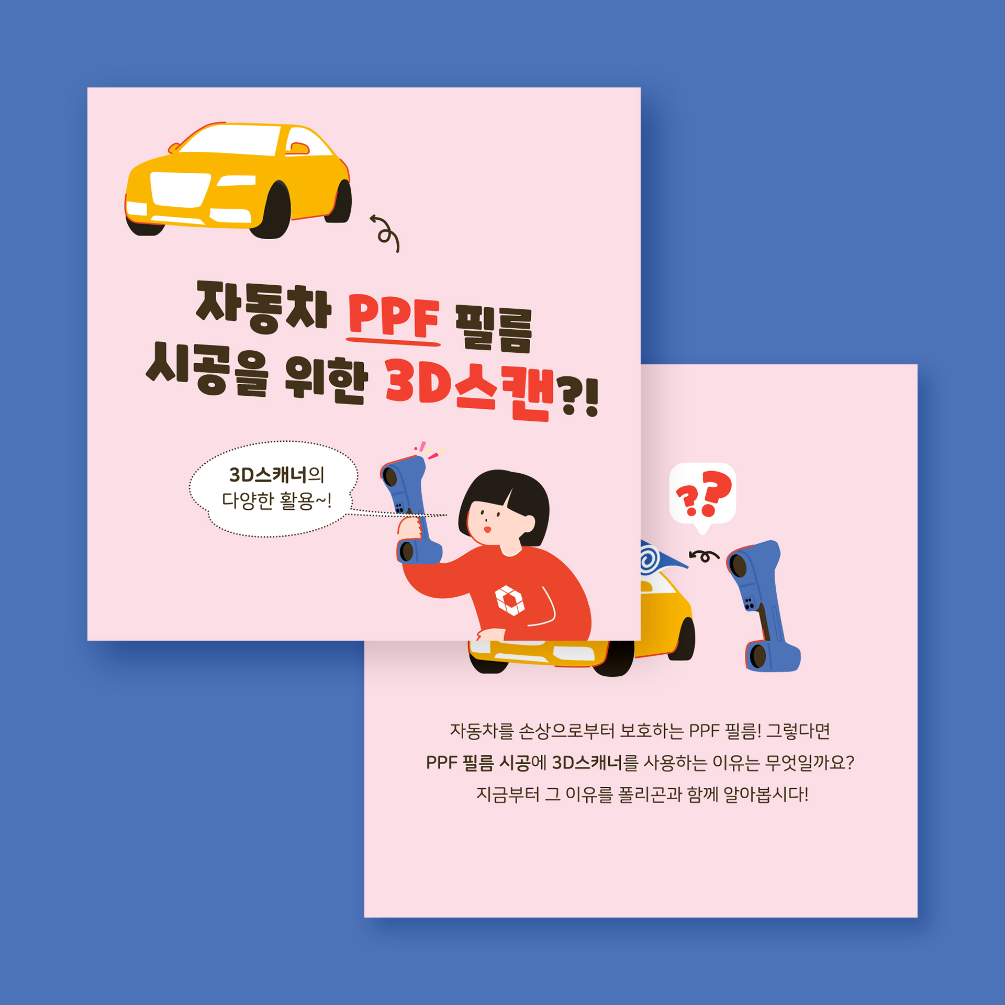 자동차 PPF 필름
시공을 위한 3D스캔?!
3D스캐너의
다양한 활용~!
??
자동차를 손상으로부터 보호하는 PPF 필름! 그렇다면
PPF 필름 시공에 3D스캐너를 사용하는 이유는 무엇일까요?
지금부터 그 이유를 폴리곤과 함께 알아봅시다!